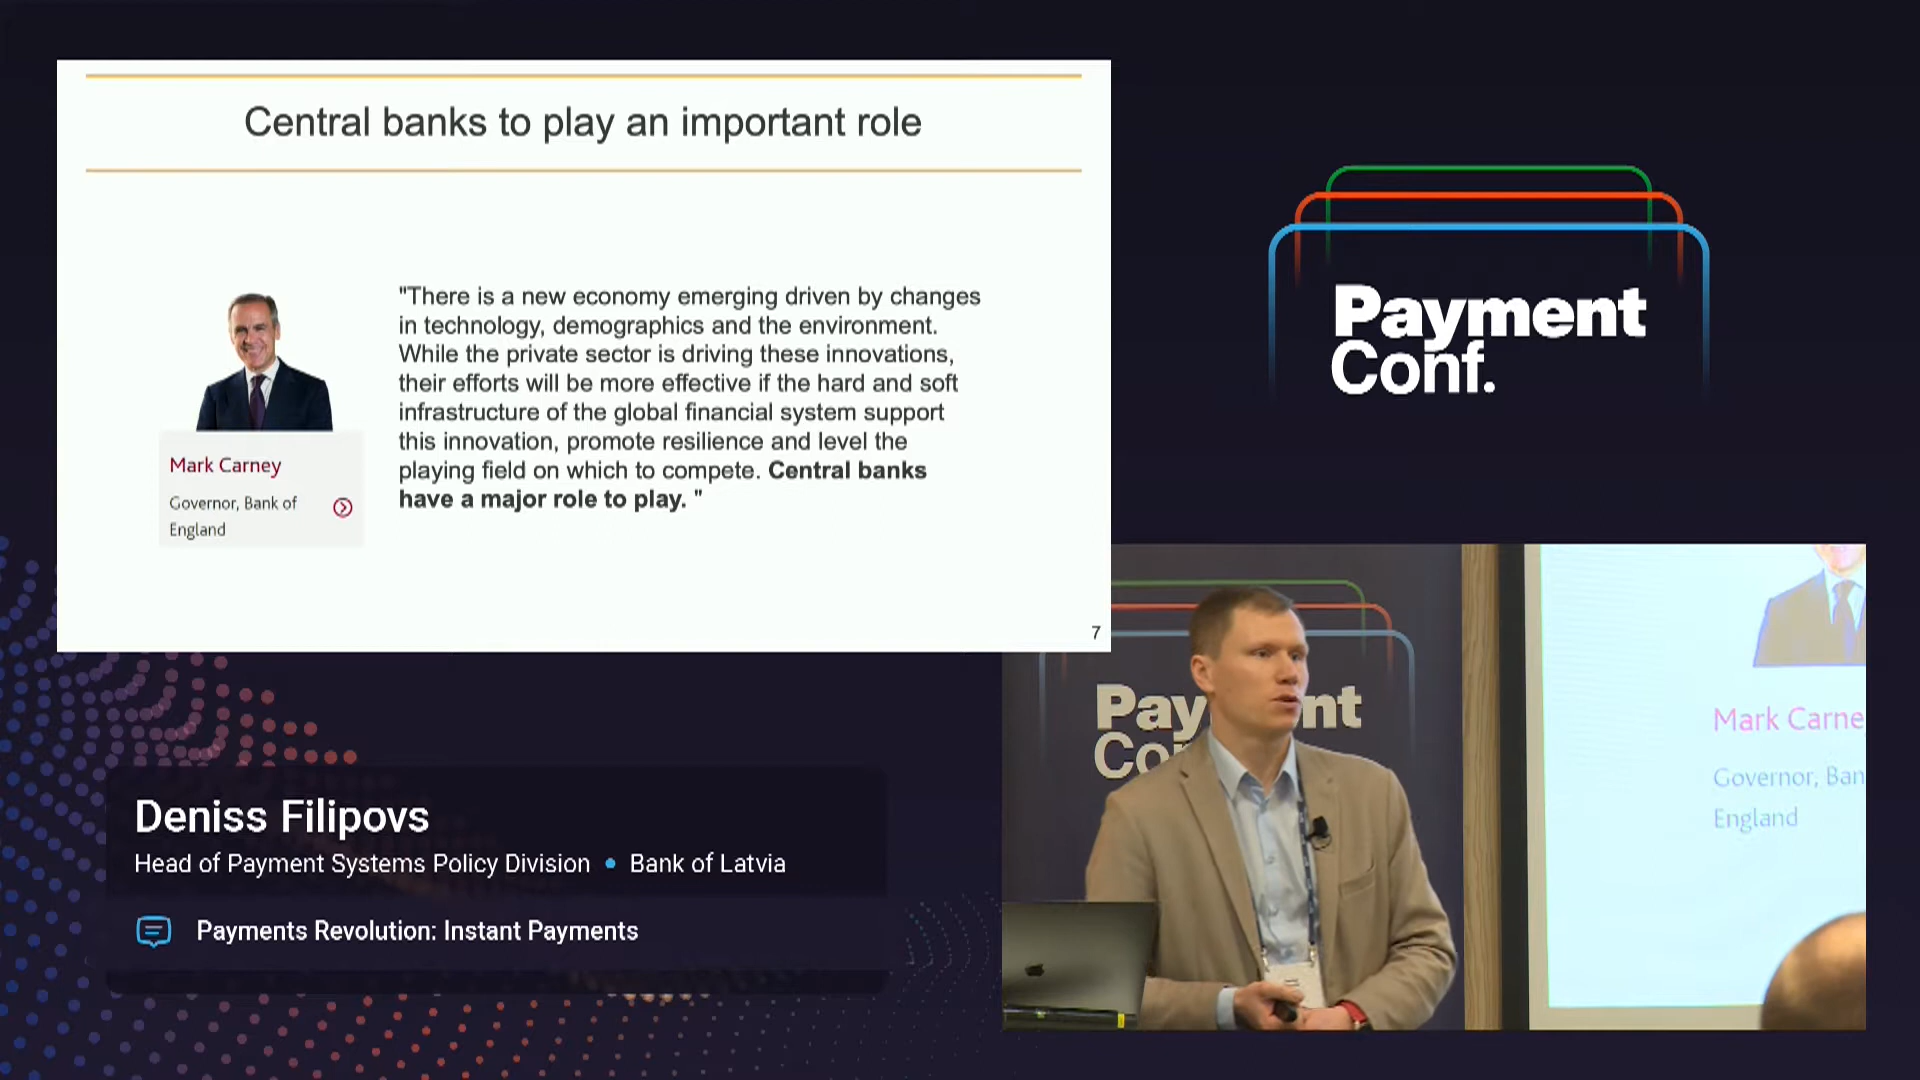 Central banks to play an important role
"There is a new economy emerging driven by changes
in technology, demographics and the environment.
While the private sector is driving these innovations,
their efforts will be more effective if the hard and soft
infrastructure of the global financial system support
this innovation, promote resilience and level the
playing field on which to compete. Central banks
have a major role to play. "
Mark Carney
Governor, Bank of
England
7
Payment
Conf.
Pay nt
Co
Mark Carne
Governor, Ban
England
Deniss Filipovs
Head of Payment Systems Policy Division • Bank of Latvia
Payments Revolution: Instant Payments